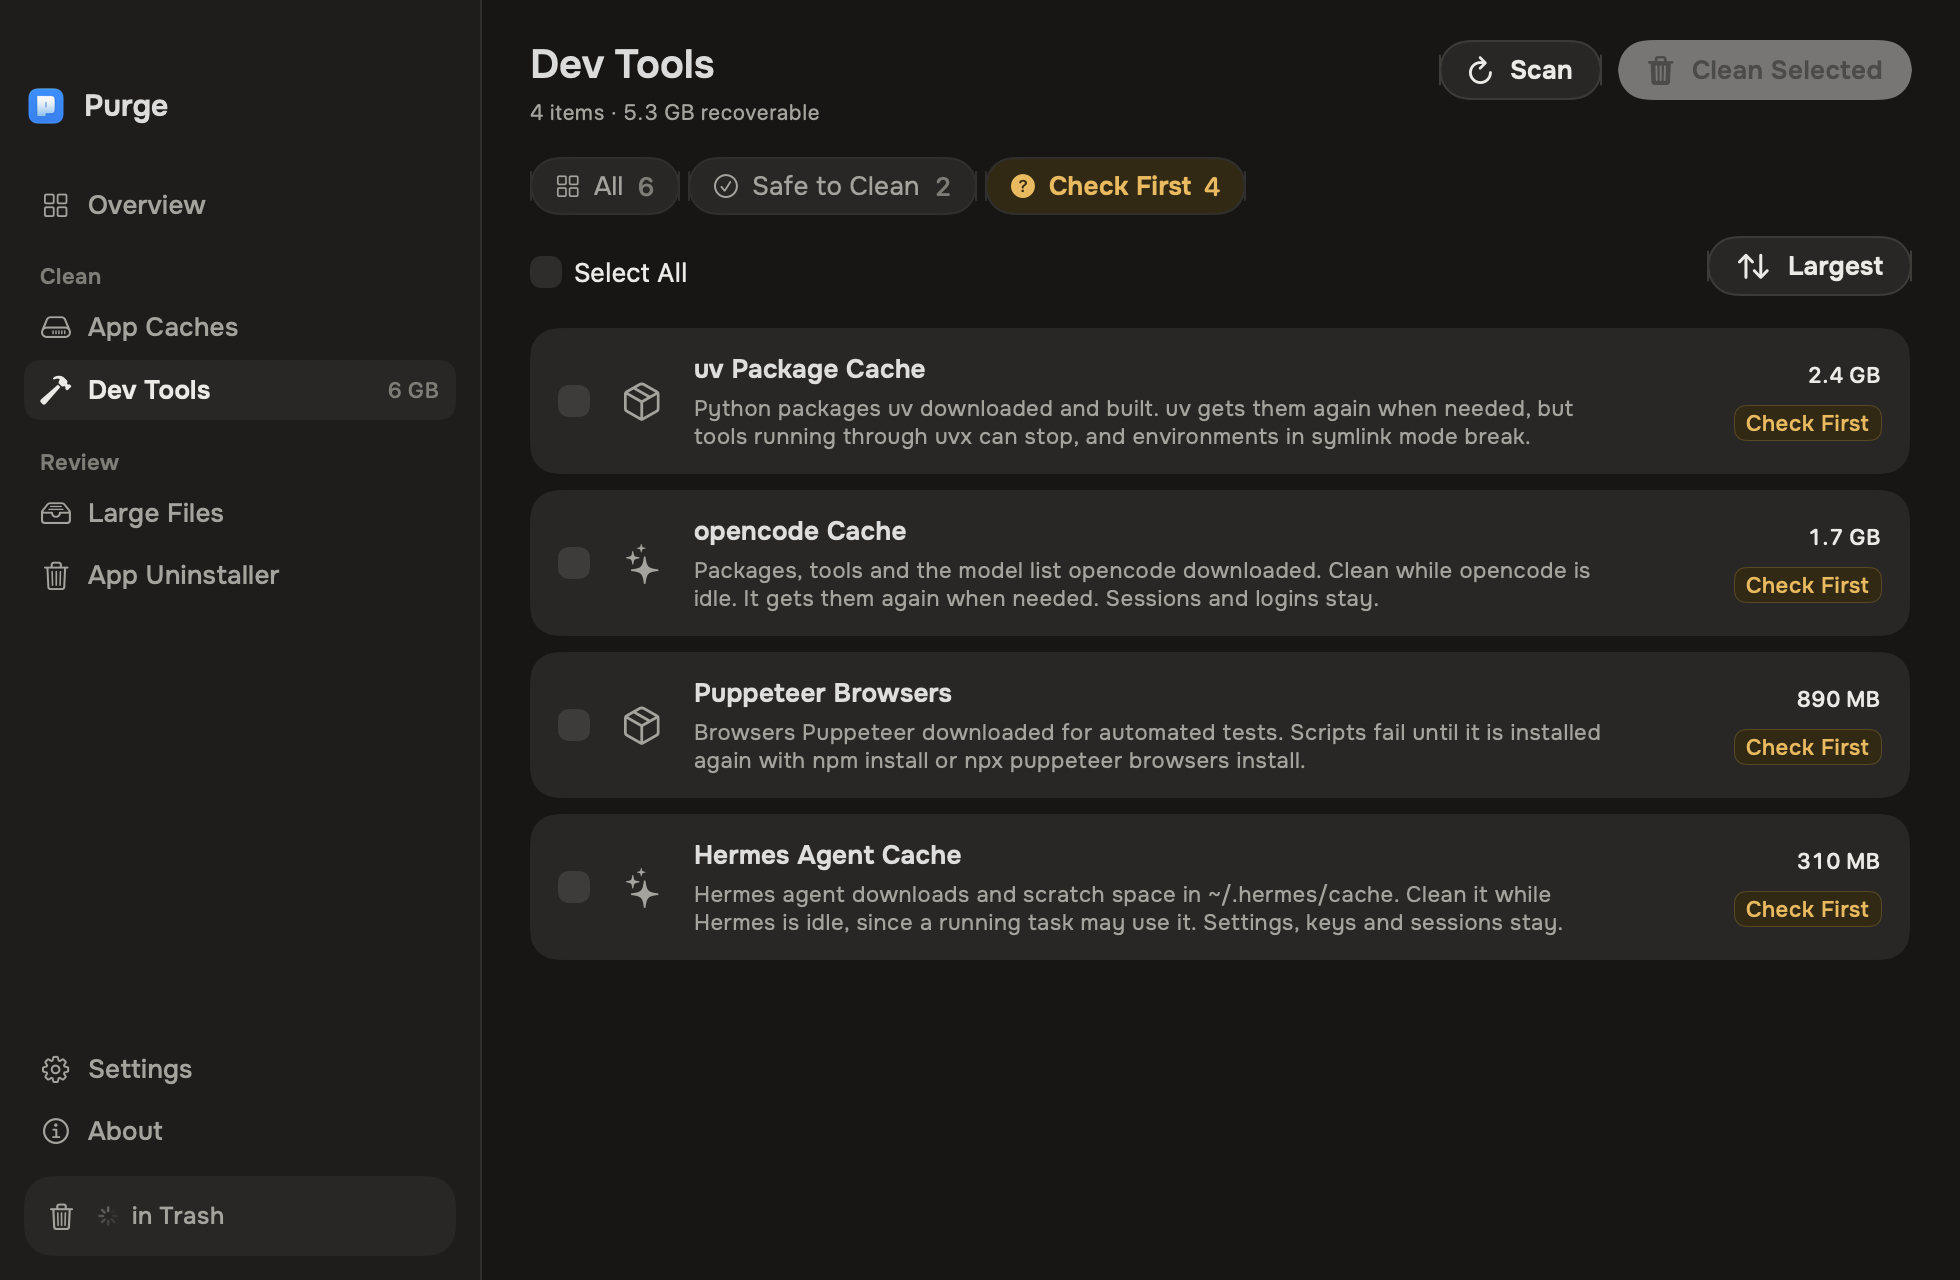 Purge
Overview
Clean
App Caches
Dev Tools 6 GB
Review
Large Files
App Uninstaller
Settings
About
in Trash
Dev Tools
4 items · 5.3 GB recoverable
Scan
Clean Selected
All 6
Safe to Clean 2
Check First 4
Select All
Largest
uv Package Cache
Python packages uv downloaded and built. uv gets them again when needed, but
tools running through uvx can stop, and environments in symlink mode break.
2.4 GB
Check First
opencode Cache
Packages, tools and the model list opencode downloaded. Clean while opencode is
idle. It gets them again when needed. Sessions and logins stay.
1.7 GB
Check First
Puppeteer Browsers
Browsers Puppeteer downloaded for automated tests. Scripts fail until it is installed
again with npm install or npx puppeteer browsers install.
890 MB
Check First
Hermes Agent Cache
Hermes agent downloads and scratch space in ~/.hermes/cache. Clean it while
Hermes is idle, since a running task may use it. Settings, keys and sessions stay.
310 MB
Check First